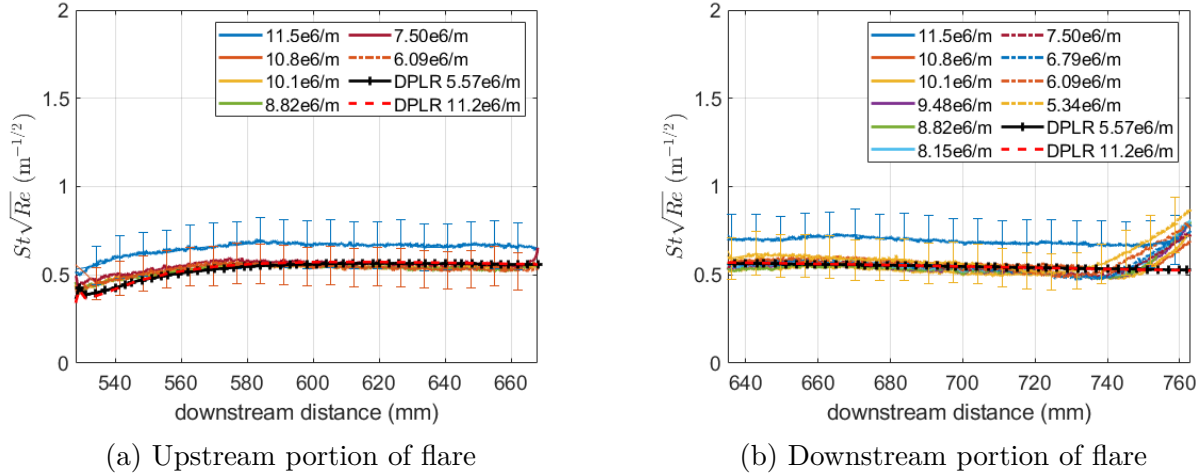 2
11.5e6/m 7.50e6/m
10.8e6/m 6.09e6/m
10.1e6/m DPLR 5.57e6/m
8.82e6/m DPLR 11.2e6/m
1.5
1
0.5
0
St√Re (m^{-1/2})
540 560 580 600 620 640 660
downstream distance (mm)
(a) Upstream portion of flare
2
11.5e6/m 7.50e6/m
10.8e6/m 6.79e6/m
10.1e6/m 6.09e6/m
9.48e6/m 5.34e6/m
8.82e6/m DPLR 5.57e6/m
8.15e6/m DPLR 11.2e6/m
1.5
1
0.5
0
St√Re (m^{-1/2})
640 660 680 700 720 740 760
downstream distance (mm)
(b) Downstream portion of flare